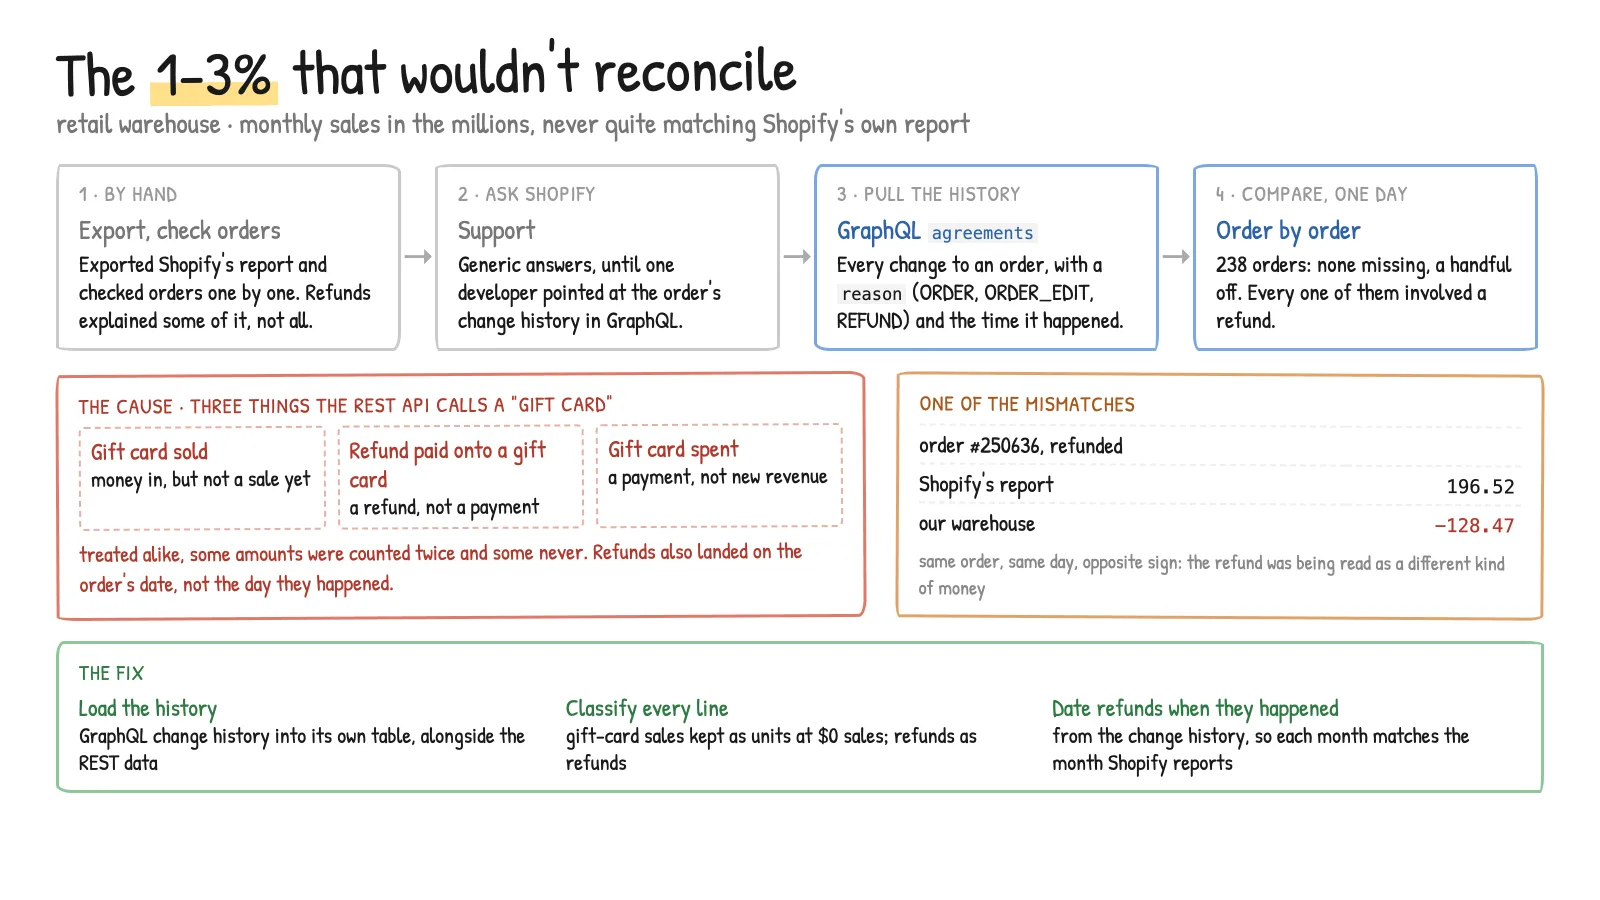 The 1–3% that wouldn't reconcile
retail warehouse · monthly sales in the millions, never quite matching Shopify's own report
1 · BY HAND
Export, check orders
Exported Shopify's report and
checked orders one by one. Refunds
explained some of it, not all.
2 · ASK SHOPIFY
Support
Generic answers, until one
developer pointed at the order's
change history in GraphQL.
3 · PULL THE HISTORY
GraphQL agreements
Every change to an order, with a
reason (ORDER, ORDER_EDIT,
REFUND) and the time it happened.
4 · COMPARE, ONE DAY
Order by order
238 orders: none missing, a handful
off. Every one of them involved a
refund.
THE CAUSE · THREE THINGS THE REST API CALLS A "GIFT CARD"
Gift card sold
money in, but not a sale yet
Refund paid onto a gift
card
a refund, not a payment
Gift card spent
a payment, not new revenue
treated alike, some amounts were counted twice and some never. Refunds also landed on the
order's date, not the day they happened.
ONE OF THE MISMATCHES
order #250636, refunded
Shopify's report 196.52
our warehouse −128.47
same order, same day, opposite sign: the refund was being read as a different kind
of money
THE FIX
Load the history
GraphQL change history into its own table, alongside the
REST data
Classify every line
gift-card sales kept as units at $0 sales; refunds as
refunds
Date refunds when they happened
from the change history, so each month matches the
month Shopify reports